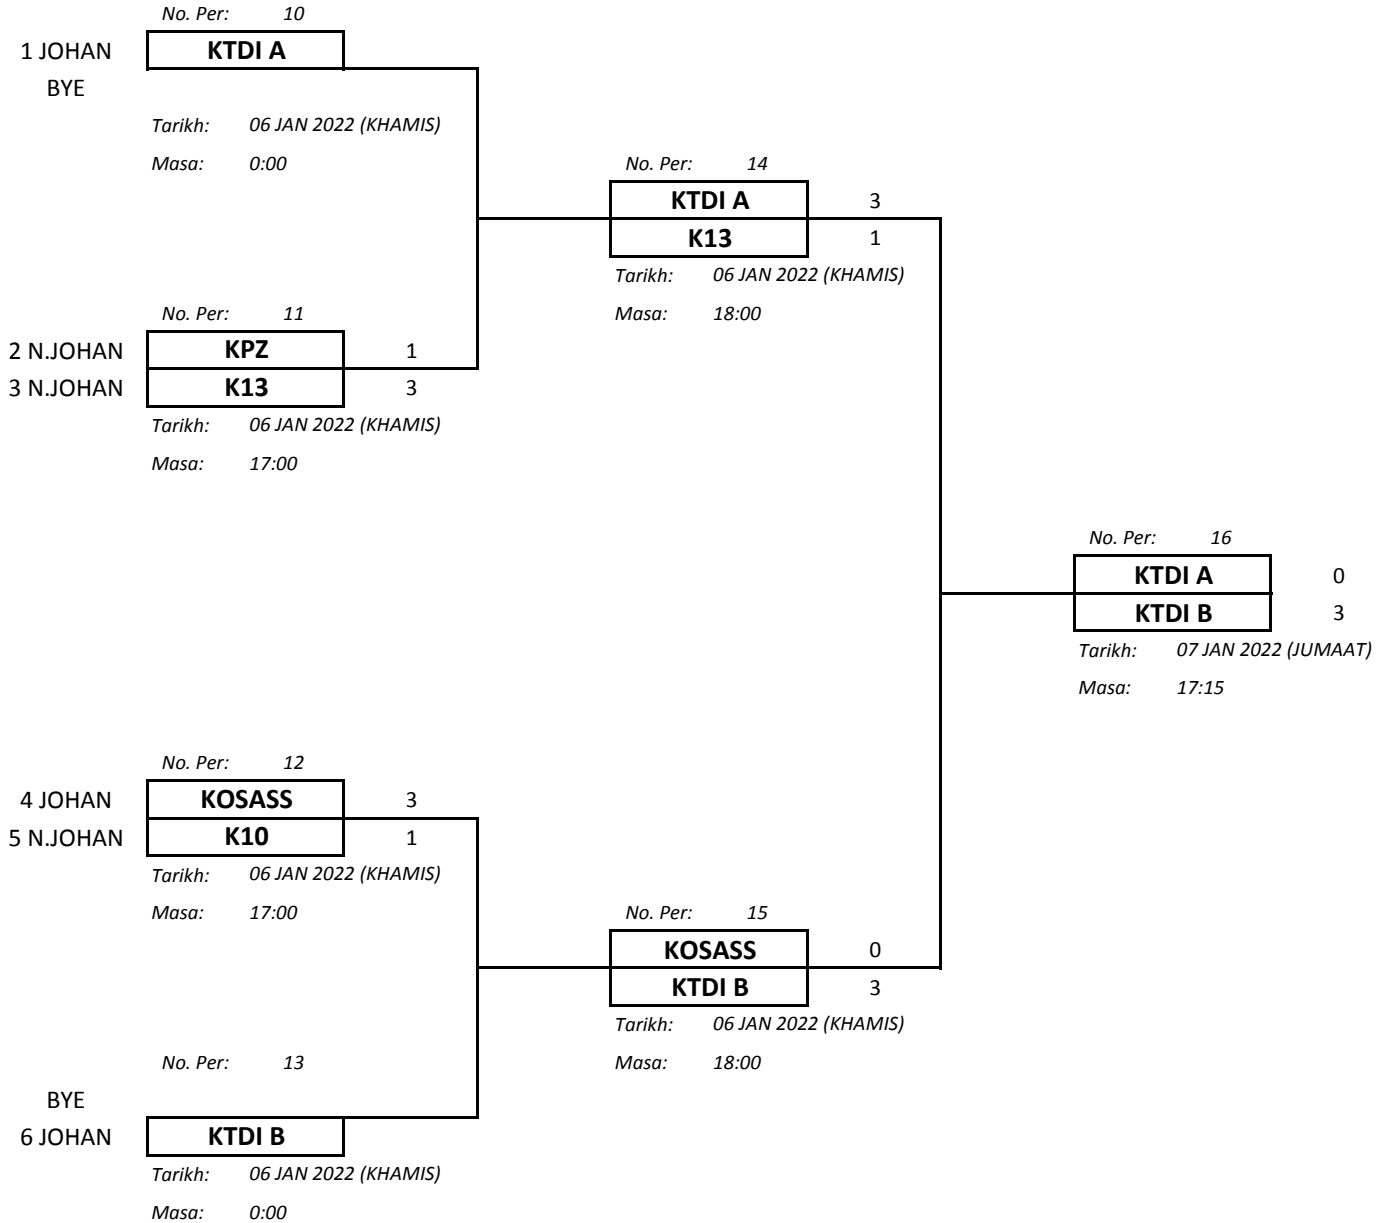 No. Per: 10
1 JOHAN KTDI A
BYE
Tarikh: 06 JAN 2022 (KHAMIS)
Masa: 0:00
No. Per: 11
2 N.JOHAN KPZ 1
3 N.JOHAN K13 3
Tarikh: 06 JAN 2022 (KHAMIS)
Masa: 17:00
No. Per: 12
4 JOHAN KOSASS 3
5 N.JOHAN K10 1
Tarikh: 06 JAN 2022 (KHAMIS)
Masa: 17:00
No. Per: 13
BYE
6 JOHAN KTDI B
Tarikh: 06 JAN 2022 (KHAMIS)
Masa: 0:00
No. Per: 14
KTDI A 3
K13 1
Tarikh: 06 JAN 2022 (KHAMIS)
Masa: 18:00
No. Per: 15
KOSASS 0
KTDI B 3
Tarikh: 06 JAN 2022 (KHAMIS)
Masa: 18:00
No. Per: 16
KTDI A 0
KTDI B 3
Tarikh: 07 JAN 2022 (JUMAAT)
Masa: 17:15